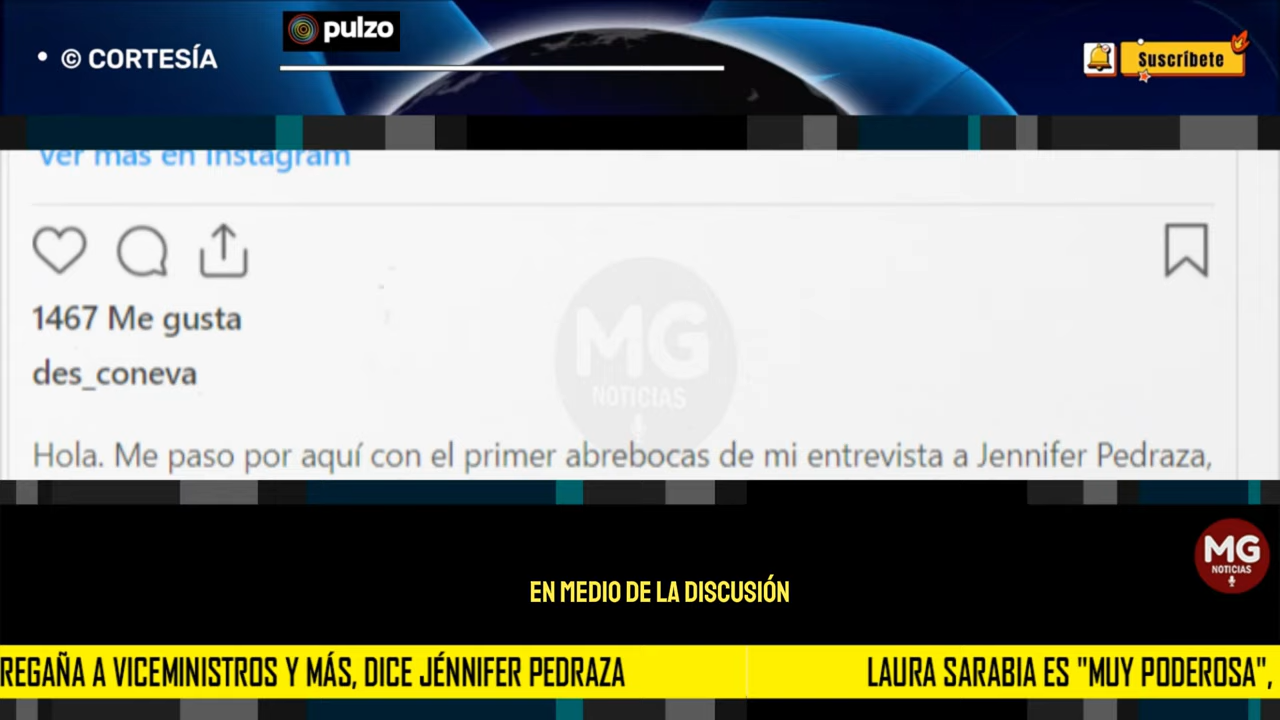 • © CORTESÍA
pulzo
Suscríbete
Ver más en Instagram
1467 Me gusta
des_coneva
MG
NOTICIAS
Hola. Me paso por aquí con el primer abrebocas de mi entrevista a Jennifer Pedraza,
MG
NOTICIAS
EN MEDIO DE LA DISCUSIÓN
REGAÑA A VICEMINISTROS Y MÁS, DICE JÉNNIFER PEDRAZA
LAURA SARABIA ES "MUY PODEROSA",